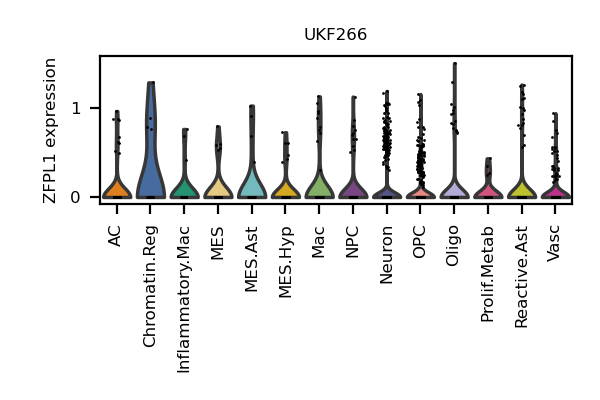 UKF266
ZFPL1 expression
1
0
AC
Chromatin.Reg
Inflammatory.Mac
MES
MES.Ast
MES.Hyp
Mac
NPC
Neuron
OPC
Oligo
Prolif.Metab
Reactive.Ast
Vasc